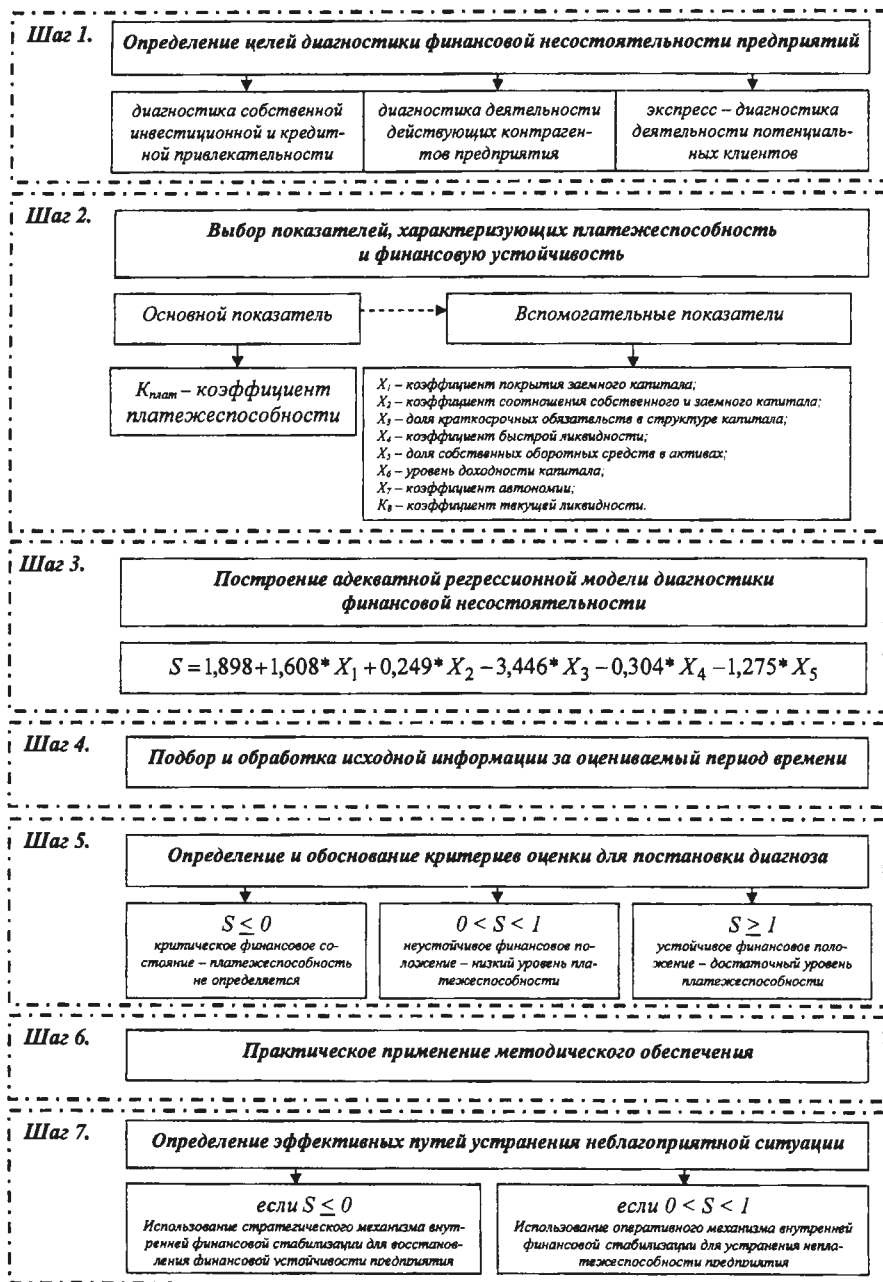 Шаг 1.
Определение целей диагностики финансовой несостоятельности предприятий
диагностика собственной
инвестиционной и кредит-
ной привлекательности
диагностика деятельности
действующих контраген-
тов предприятия
экспресс – диагностика
деятельности потенциаль-
ных клиентов
Шаг 2.
Выбор показателей, характеризующих платежеспособность
и финансовую устойчивость
Основной показатель
Вспомогательные показатели
Kплат – коэффициент
платежеспособности
X1 – коэффициент покрытия заемного капитала;
X2 – коэффициент соотношения собственного и заемного капитала;
X3 – доля краткосрочных обязательств в структуре капитала;
X4 – коэффициент быстрой ликвидности;
X5 – доля собственных оборотных средств в активах;
X6 – уровень доходности капитала;
X7 – коэффициент автономии;
K8 – коэффициент текущей ликвидности.
Шаг 3.
Построение адекватной регрессионной модели диагностики
финансовой несостоятельности
S = 1,898+1,608* X1 +0,249* X2 –3,446* X3 –0,304* X4 –1,275* X5
Шаг 4.
Подбор и обработка исходной информации за оцениваемый период времени
Шаг 5.
Определение и обоснование критериев оценки для постановки диагноза
S ≤ 0
критическое финансовое со-
стояние – платежеспособность
не определяется
0 < S < 1
неустойчивое финансовое по-
ложение – низкий уровень пла-
тежеспособности
S ≥ 1
устойчивое финансовое поло-
жение – достаточный уровень
платежеспособности
Шаг 6.
Практическое применение методического обеспечения
Шаг 7.
Определение эффективных путей устранения неблагоприятной ситуации
если S ≤ 0
Использование стратегического механизма внут-
ренней финансовой стабилизации для восстанов-
ления финансовой устойчивости предприятия
если 0 < S < 1
Использование оперативного механизма внутренней
финансовой стабилизации для устранения непла-
тежеспособности предприятия